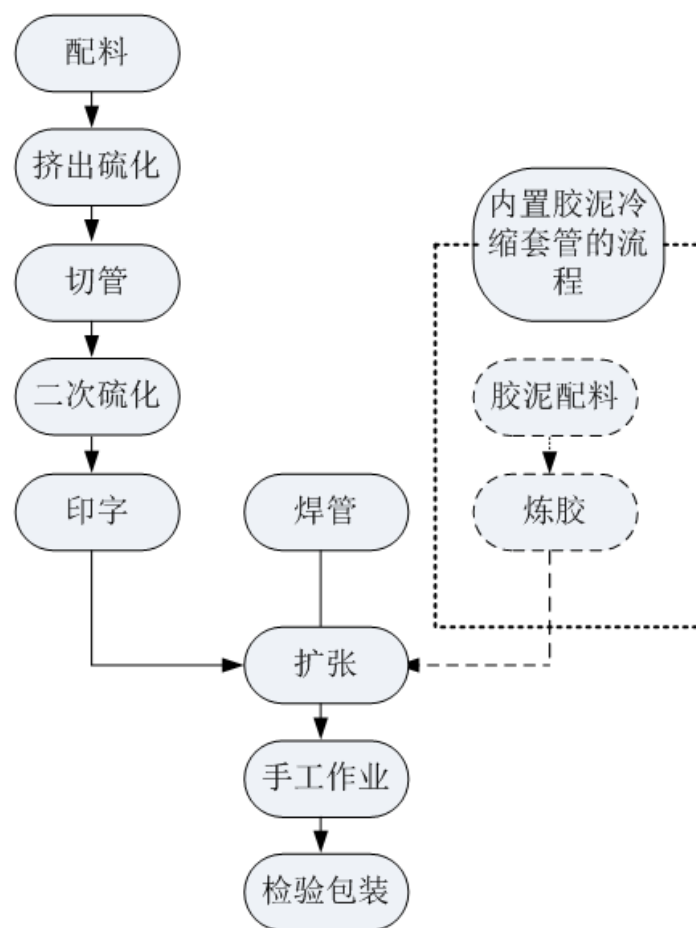 配料
挤出硫化
切管
二次硫化
印字
焊管
内置胶泥冷
缩套管的流
程
胶泥配料
炼胶
扩张
手工作业
检验包装